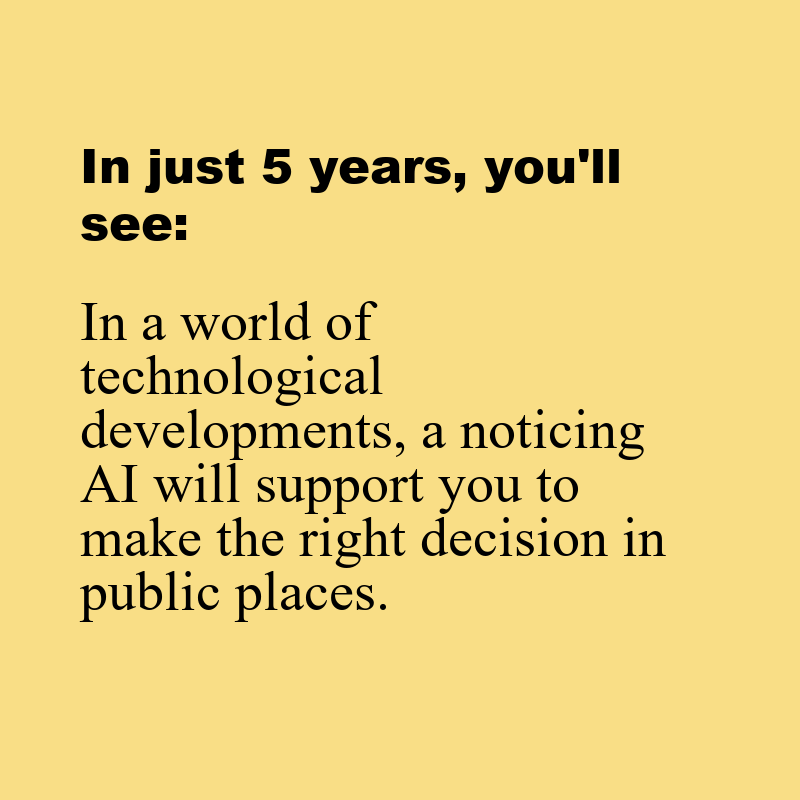 In just 5 years, you'll
see:
In a world of
technological
developments, a noticing
AI will support you to
make the right decision in
public places.